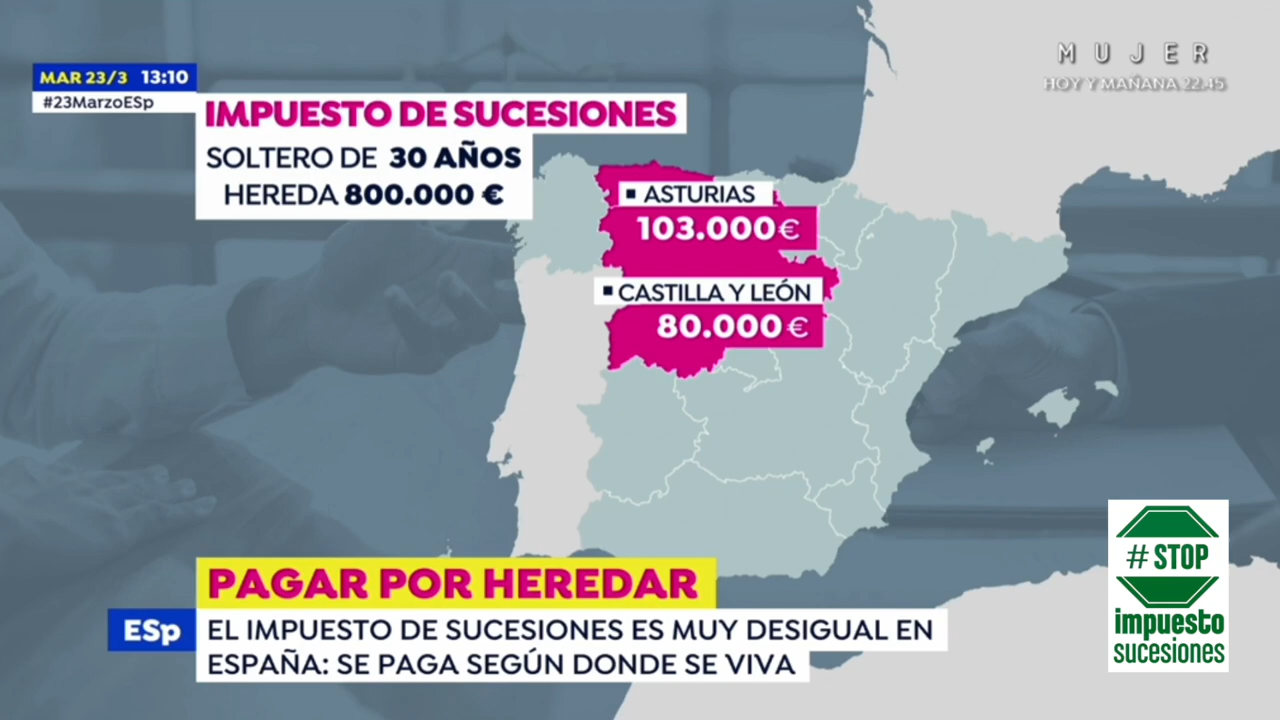 MAR 23/3 13:10
#23MarzoESp
MUJER
HOY Y MAÑANA 22:45
IMPUESTO DE SUCESIONES
SOLTERO DE 30 AÑOS
HEREDA 800.000 €
ASTURIAS
103.000€
CASTILLA Y LEÓN
80.000€
PAGAR POR HEREDAR
ESp
EL IMPUESTO DE SUCESIONES ES MUY DESIGUAL EN
ESPAÑA: SE PAGA SEGÚN DONDE SE VIVA
# STOP
impuesto
sucesiones